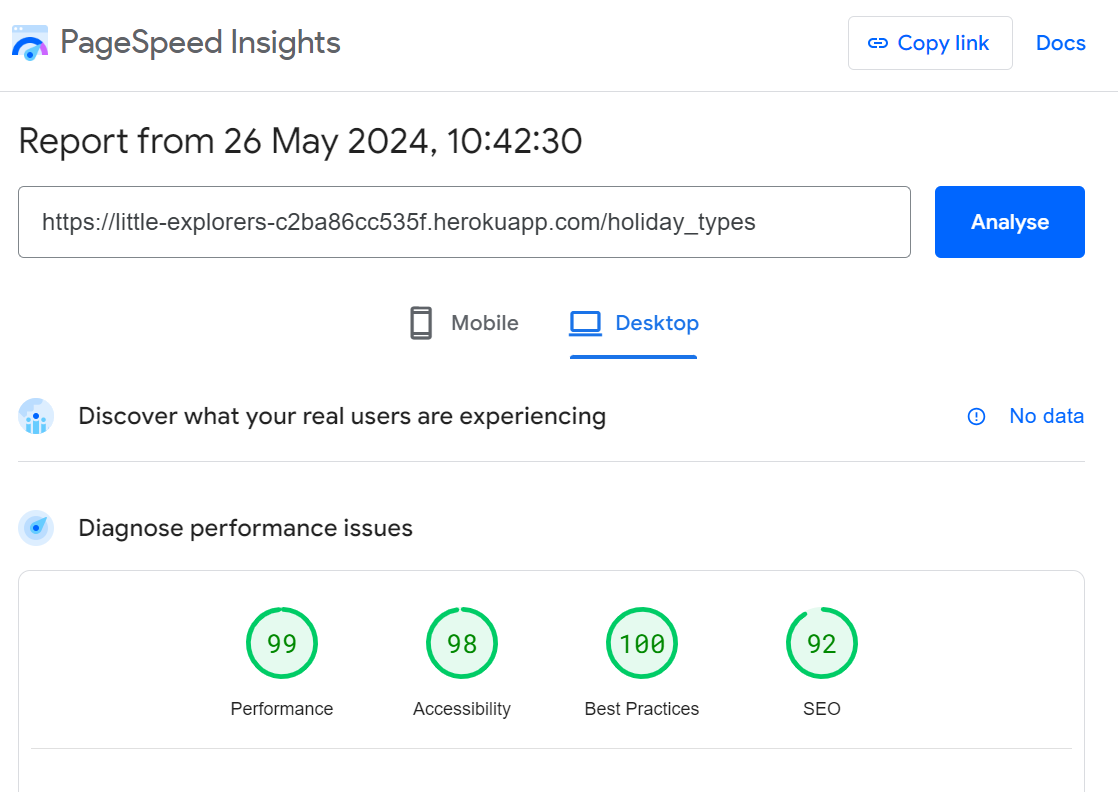 PageSpeed Insights
Copy link
Docs
Report from 26 May 2024, 10:42:30
https://little-explorers-c2ba86cc535f.herokuapp.com/holiday_types
Analyse
Mobile
Desktop
Discover what your real users are experiencing
No data
Diagnose performance issues
99
98
100
92
Performance
Accessibility
Best Practices
SEO